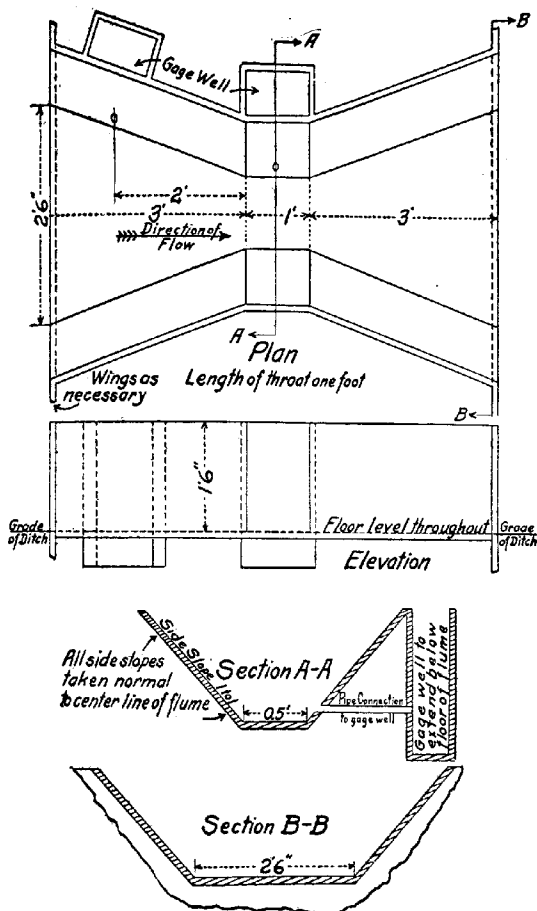 A
B
Gage Well
2'
2'6"
3'
1'
3'
Direction of
Flow
A
Plan
Length of throat one foot
Wings as
necessary
B
1'6"
Grade
of Ditch
Floor level throughout
Grade
of Ditch
Elevation
All side slopes
taken normal
to center line of flume
Side Slope 1 to 1
Section A-A
0.5'
Pipe Connection
to gage well
Gage well to
extend below
floor of flume
Section B-B
2'6"